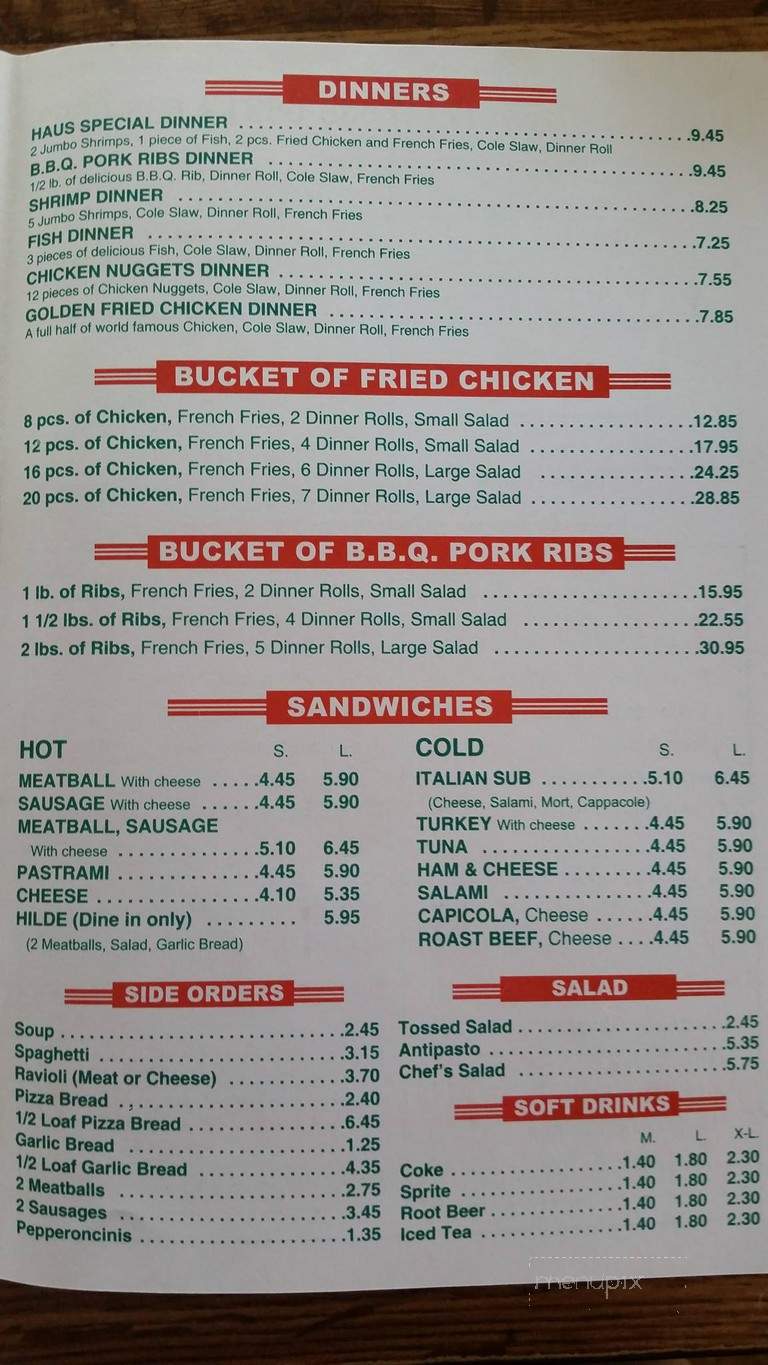 DINNERS
HAUS SPECIAL DINNER ........................................9.45
2 Jumbo Shrimps, 1 piece of Fish, 2 pcs. Fried Chicken and French Fries, Cole Slaw, Dinner Roll
B.B.Q. PORK RIBS DINNER ........................................9.45
1/2 lb. of delicious B.B.Q. Rib, Dinner Roll, Cole Slaw, French Fries
SHRIMP DINNER ........................................8.25
5 Jumbo Shrimps, Cole Slaw, Dinner Roll, French Fries
FISH DINNER ........................................7.25
3 pieces of delicious Fish, Cole Slaw, Dinner Roll, French Fries
CHICKEN NUGGETS DINNER ........................................7.55
12 pieces of Chicken Nuggets, Cole Slaw, Dinner Roll, French Fries
GOLDEN FRIED CHICKEN DINNER ........................................7.85
A full half of world famous Chicken, Cole Slaw, Dinner Roll, French Fries
BUCKET OF FRIED CHICKEN
8 pcs. of Chicken, French Fries, 2 Dinner Rolls, Small Salad ..................12.85
12 pcs. of Chicken, French Fries, 4 Dinner Rolls, Small Salad .................17.95
16 pcs. of Chicken, French Fries, 6 Dinner Rolls, Large Salad ................24.25
20 pcs. of Chicken, French Fries, 7 Dinner Rolls, Large Salad .................28.85
BUCKET OF B.B.Q. PORK RIBS
1 lb. of Ribs, French Fries, 2 Dinner Rolls, Small Salad ......................15.95
1 1/2 lbs. of Ribs, French Fries, 4 Dinner Rolls, Small Salad ..................22.55
2 lbs. of Ribs, French Fries, 5 Dinner Rolls, Large Salad .....................30.95
SANDWICHES
HOT S. L.
MEATBALL With cheese .....4.45 5.90
SAUSAGE With cheese ......4.45 5.90
MEATBALL, SAUSAGE
With cheese ...............5.10 6.45
PASTRAMI ...............4.45 5.90
CHEESE .................4.10 5.35
HILDE (Dine in only) ......... 5.95
(2 Meatballs, Salad, Garlic Bread)
COLD S. L.
ITALIAN SUB ...........5.10 6.45
(Cheese, Salami, Mort, Cappacole)
TURKEY With cheese .......4.45 5.90
TUNA ..................4.45 5.90
HAM & CHEESE .........4.45 5.90
SALAMI ...............4.45 5.90
CAPICOLA, Cheese ......4.45 5.90
ROAST BEEF, Cheese ....4.45 5.90
SIDE ORDERS
Soup ..............................2.45
Spaghetti ..........................3.15
Ravioli (Meat or Cheese) ............3.70
Pizza Bread ........................2.40
1/2 Loaf Pizza Bread .................6.45
Garlic Bread .......................1.25
1/2 Loaf Garlic Bread ................4.35
2 Meatballs ........................2.75
2 Sausages ........................3.45
Pepperoncinis ......................1.35
SALAD
Tossed Salad .......................2.45
Antipasto ..........................5.35
Chef's Salad .......................5.75
SOFT DRINKS
M. L. X-L.
Coke ..................1.40 1.80 2.30
Sprite .................1.40 1.80 2.30
Root Beer ..............1.40 1.80 2.30
Iced Tea ...............1.40 1.80 2.30
menupix